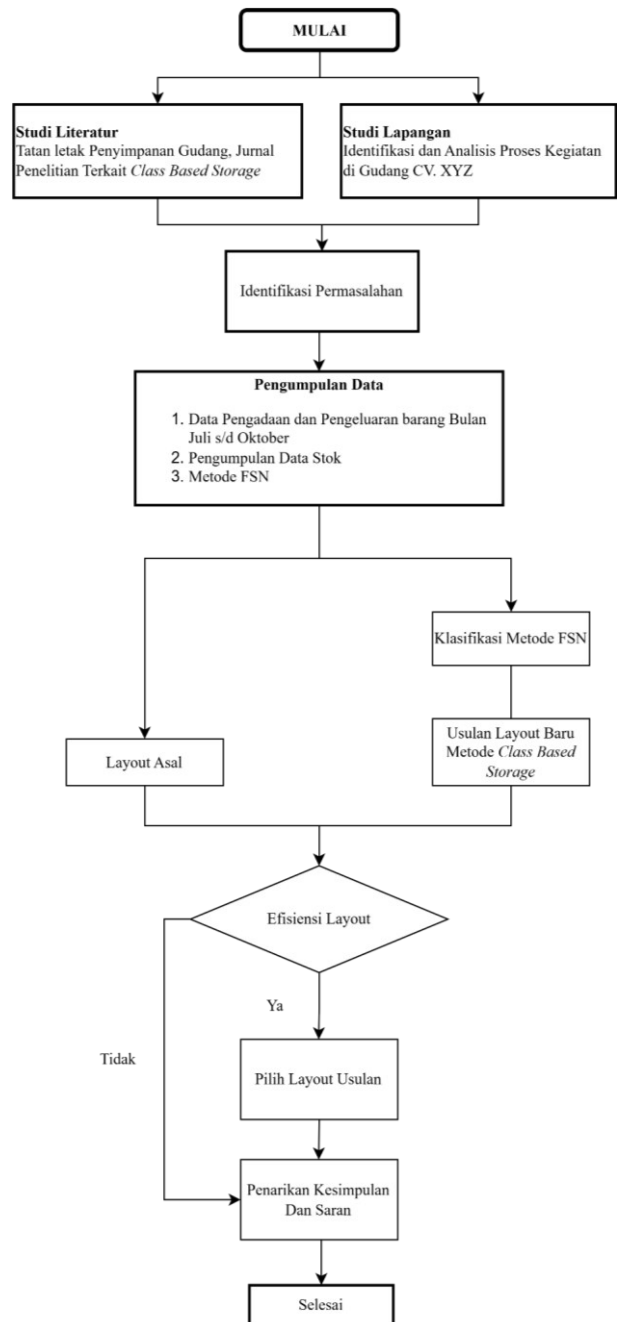 MULAI
Studi Literatur
Tatan letak Penyimpanan Gudang, Jurnal
Penelitian Terkait Class Based Storage
Studi Lapangan
Identifikasi dan Analisis Proses Kegiatan
di Gudang CV. XYZ
Identifikasi Permasalahan
Pengumpulan Data
1. Data Pengadaan dan Pengeluaran barang Bulan
Juli s/d Oktober
2. Pengumpulan Data Stok
3. Metode FSN
Klasifikasi Metode FSN
Layout Asal
Usulan Layout Baru
Metode Class Based
Storage
Efisiensi Layout
Ya
Tidak
Pilih Layout Usulan
Penarikan Kesimpulan
Dan Saran
Selesai